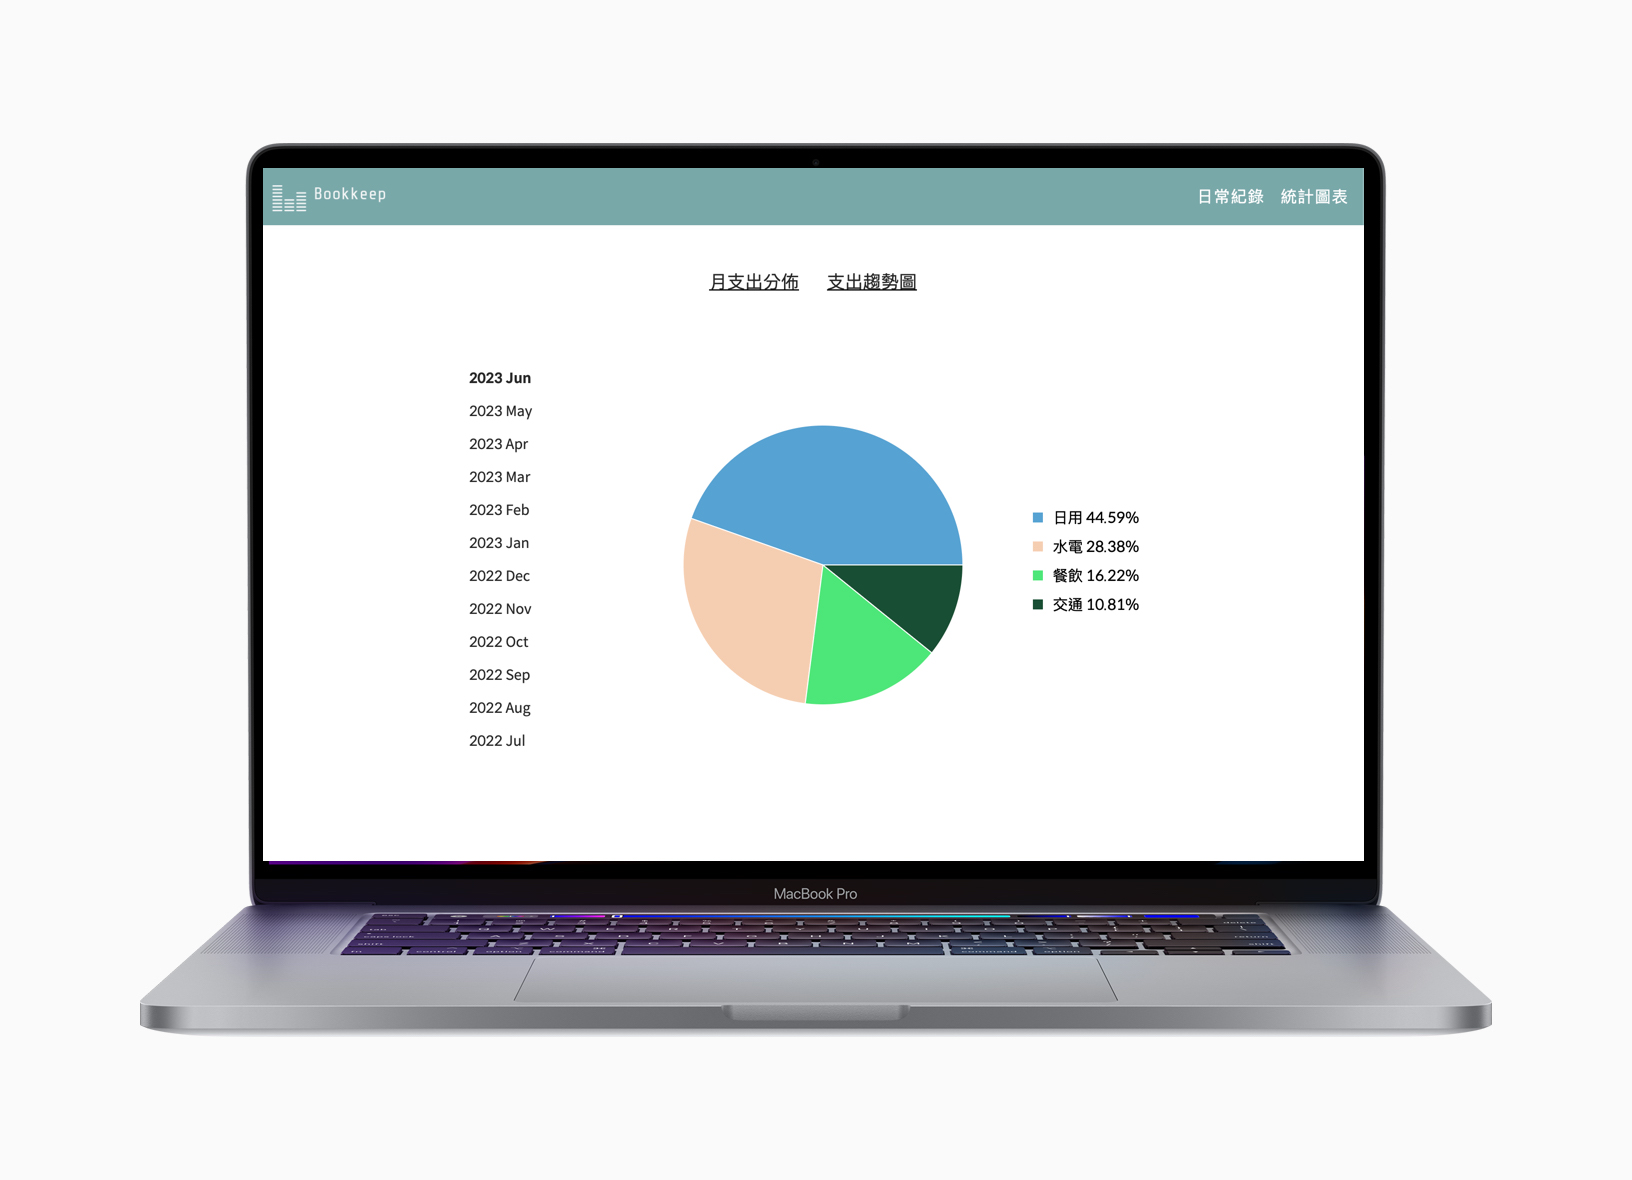 Bookkeep
日常紀錄 統計圖表
月支出分佈 支出趨勢圖
2023 Jun
2023 May
2023 Apr
2023 Mar
2023 Feb
2023 Jan
2022 Dec
2022 Nov
2022 Oct
2022 Sep
2022 Aug
2022 Jul
日用 44.59%
水電 28.38%
餐飲 16.22%
交通 10.81%
MacBook Pro